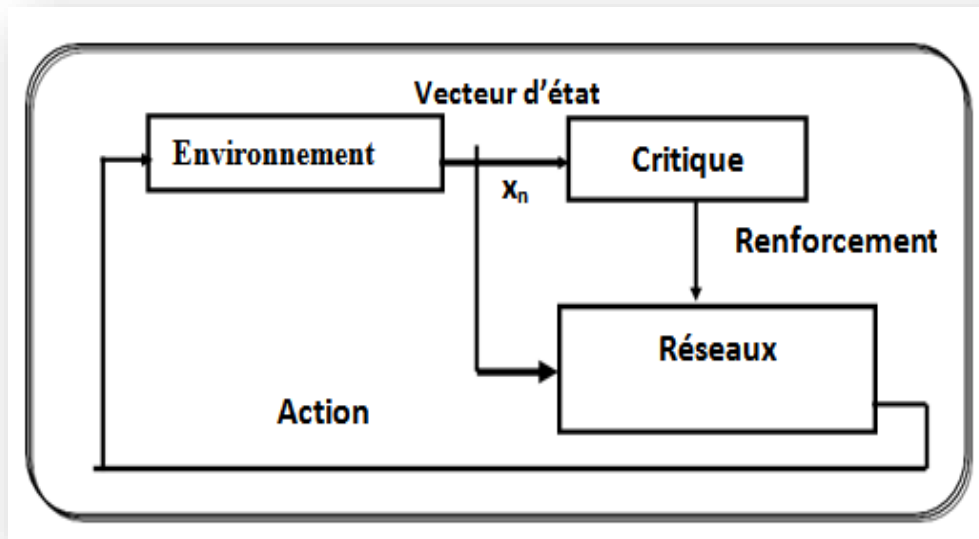 Vecteur d'état
Environnement
Critique
xn
Renforcement
Réseaux
Action